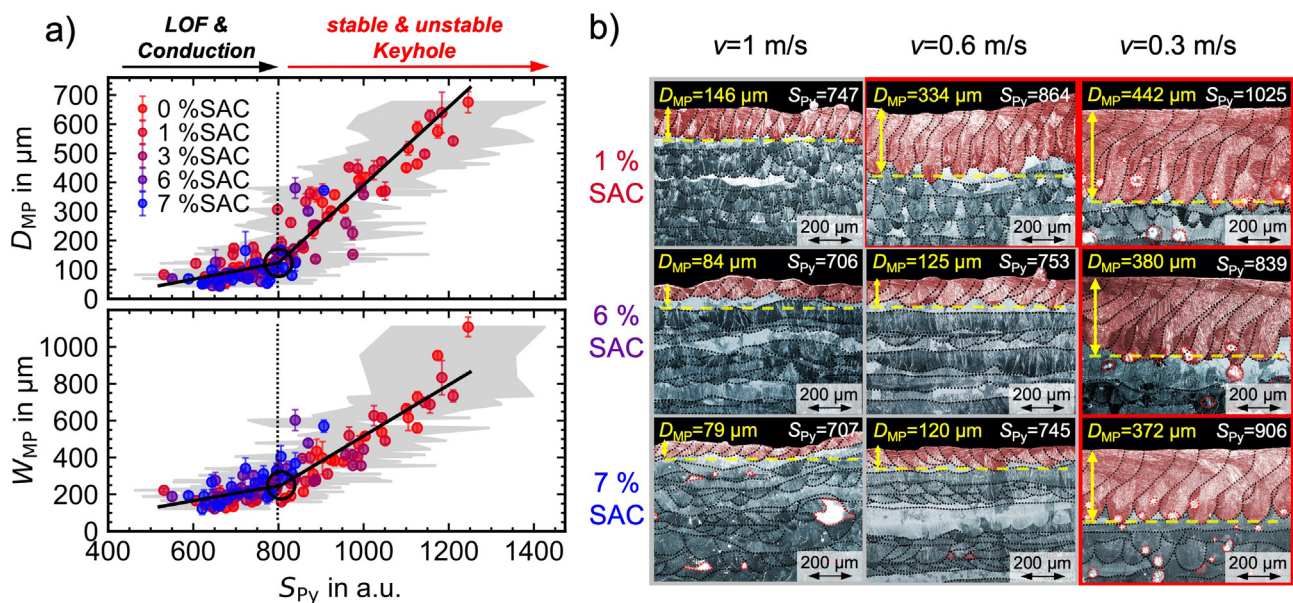 a)
LOF &
Conduction
stable & unstable
Keyhole
D_MP in µm
700
600
500
400
300
200
100
0
0 %SAC
1 %SAC
3 %SAC
6 %SAC
7 %SAC
W_MP in µm
1000
800
600
400
200
0
400 600 800 1000 1200 1400
S_Py in a.u.
b)
v=1 m/s v=0.6 m/s v=0.3 m/s
1 %
SAC
D_MP=146 µm S_Py=747
200 µm
D_MP=334 µm S_Py=864
200 µm
D_MP=442 µm S_Py=1025
200 µm
6 %
SAC
D_MP=84 µm S_Py=706
200 µm
D_MP=125 µm S_Py=753
200 µm
D_MP=380 µm S_Py=839
200 µm
7 %
SAC
D_MP=79 µm S_Py=707
200 µm
D_MP=120 µm S_Py=745
200 µm
D_MP=372 µm S_Py=906
200 µm